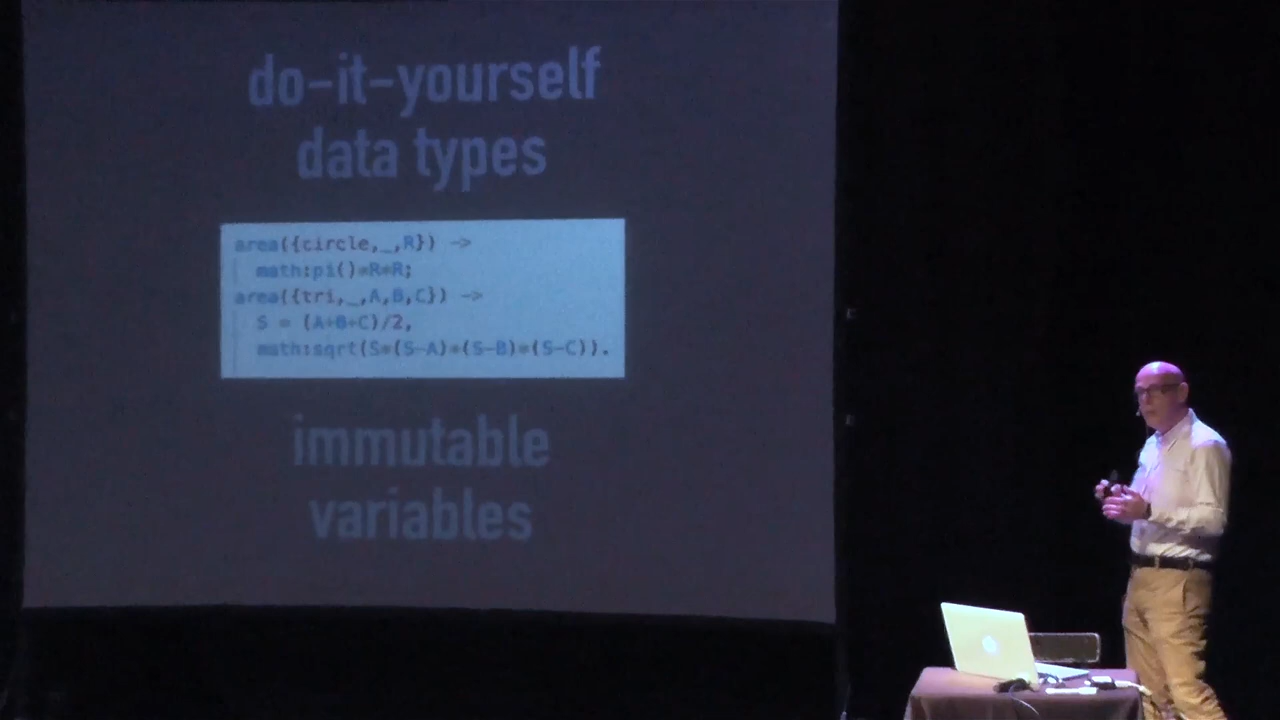 do-it-yourself
data types
area({circle,_,R}) ->
math:pi()*R*R;
area({tri,_,A,B,C}) ->
S = (A+B+C)/2,
math:sqrt(S*(S-A)*(S-B)*(S-C)).
immutable
variables